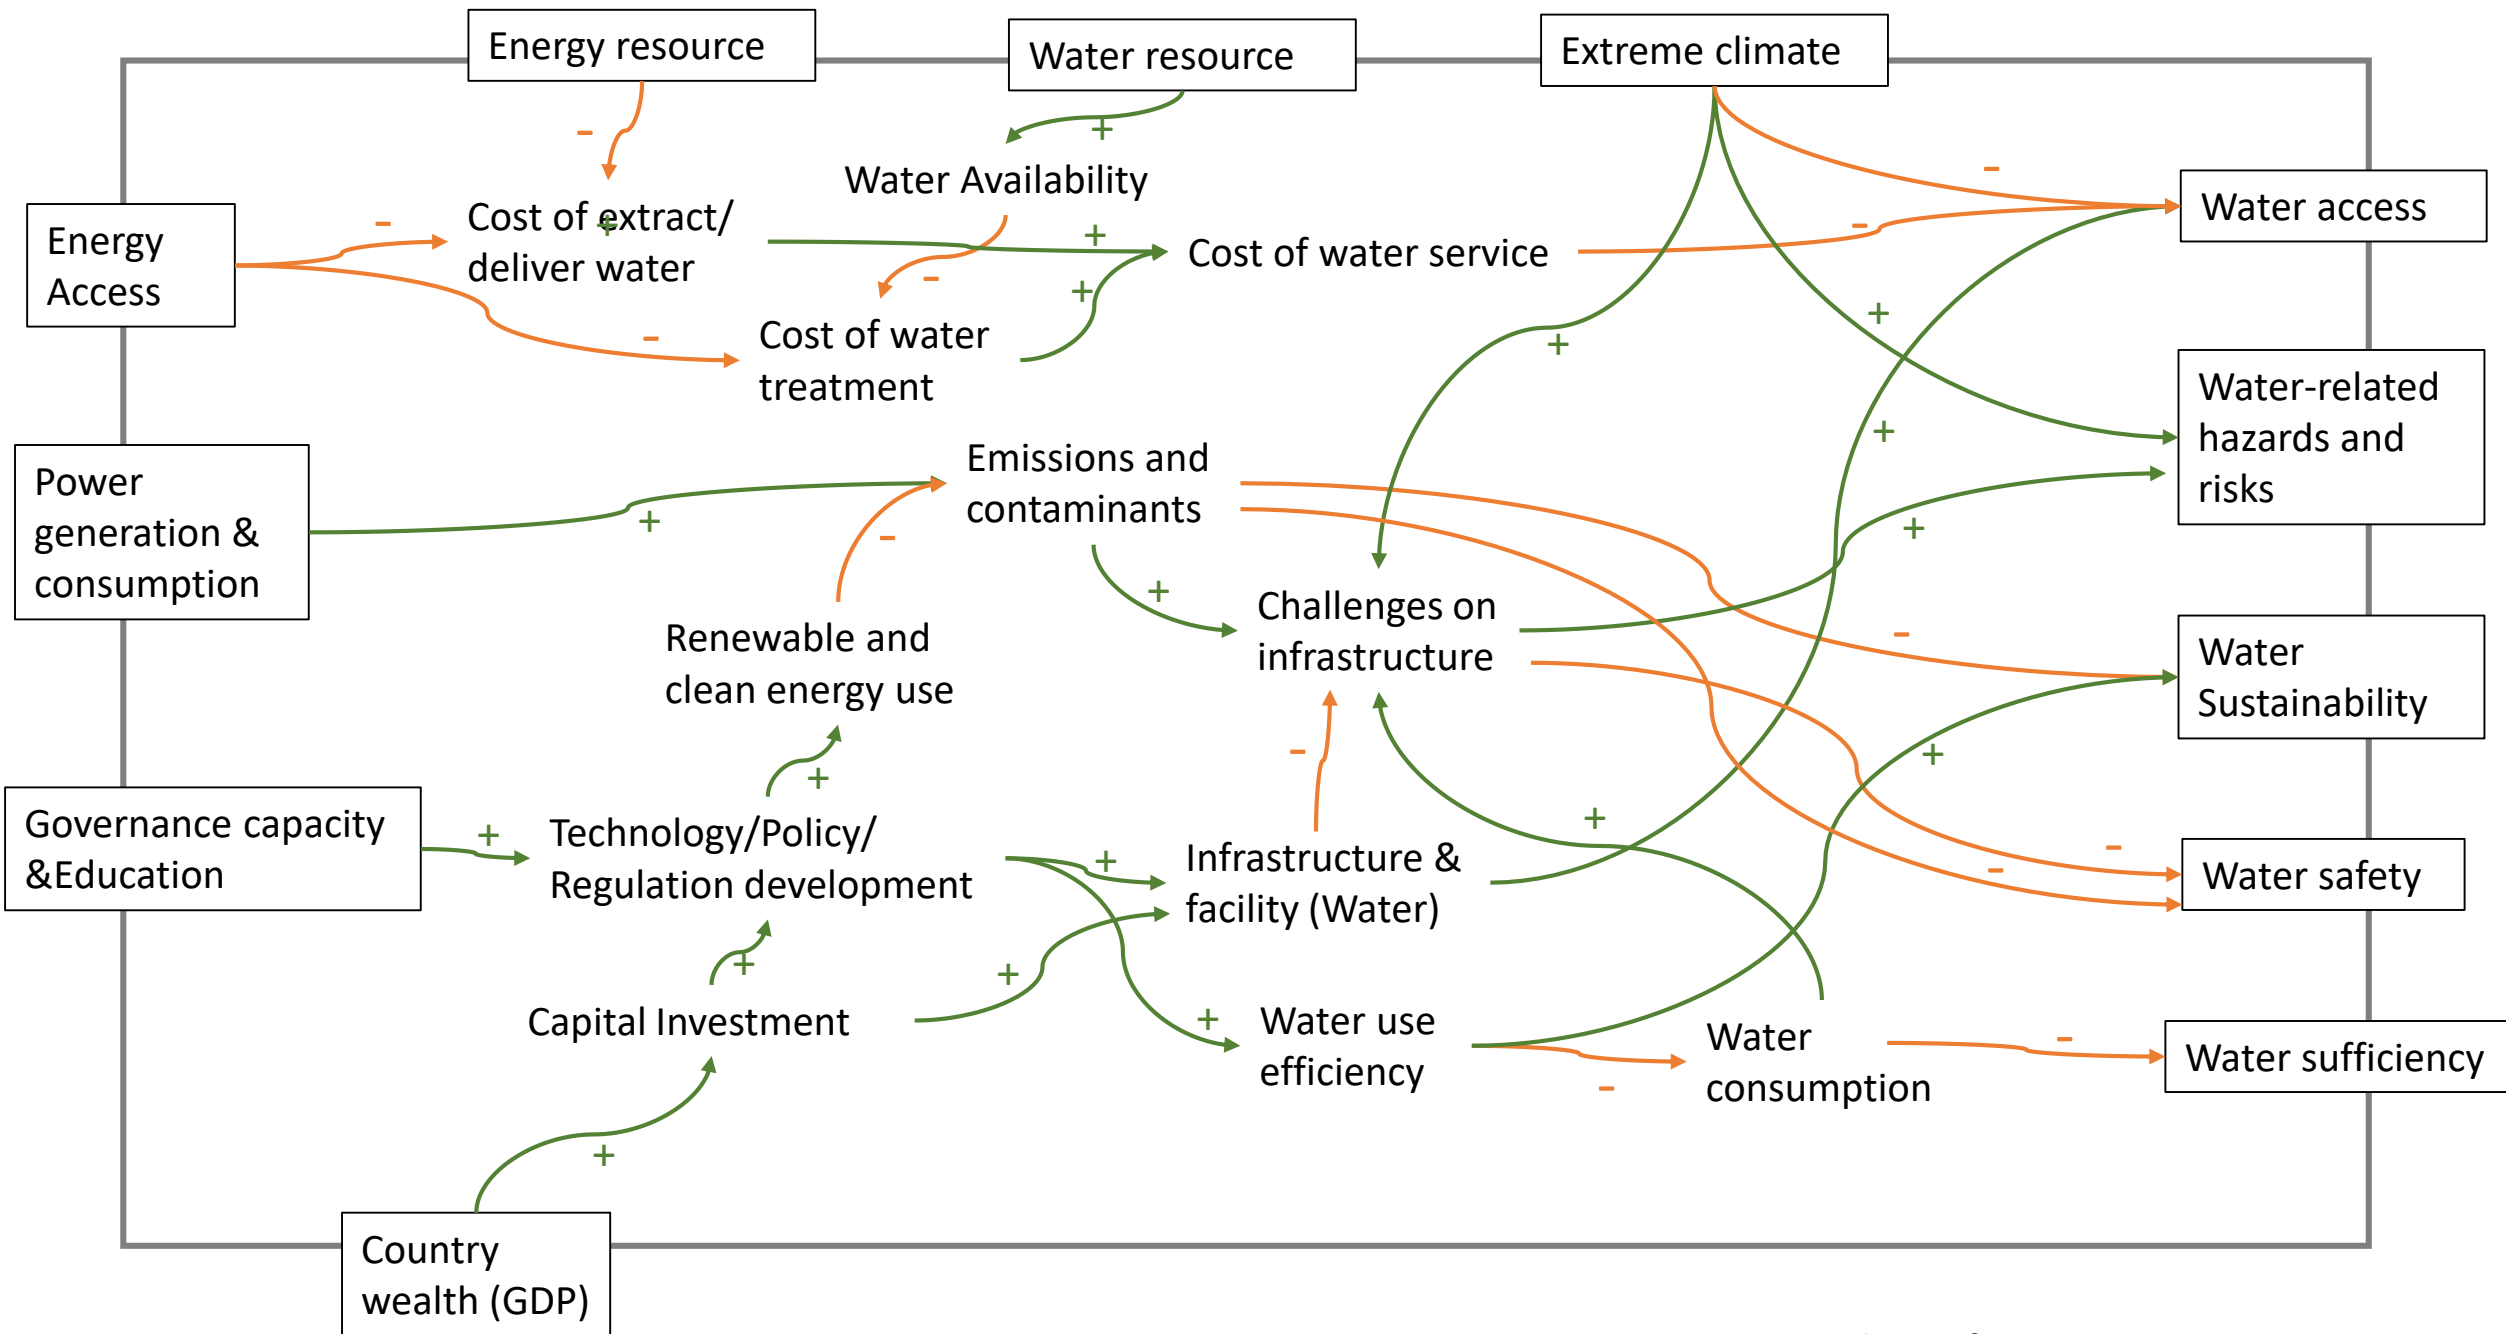 Energy resource
Water resource
Extreme climate
-
+
-
Water Availability
Energy
Access
-
Cost of extract/
deliver water
+
+
-
Cost of water service
-
Water access
+
-
Cost of water
treatment
+
+
+
Water-related
hazards and
risks
Power
generation &
consumption
+
-
Emissions and
contaminants
+
+
+
Renewable and
clean energy use
Challenges on
infrastructure
-
Water
Sustainability
+
-
+
+
Governance capacity
&Education
+
Technology/Policy/
Regulation development
+
Infrastructure &
facility (Water)
-
-
Water safety
+
+
Capital Investment
+
Water use
efficiency
-
Water
consumption
-
Water sufficiency
+
Country
wealth (GDP)